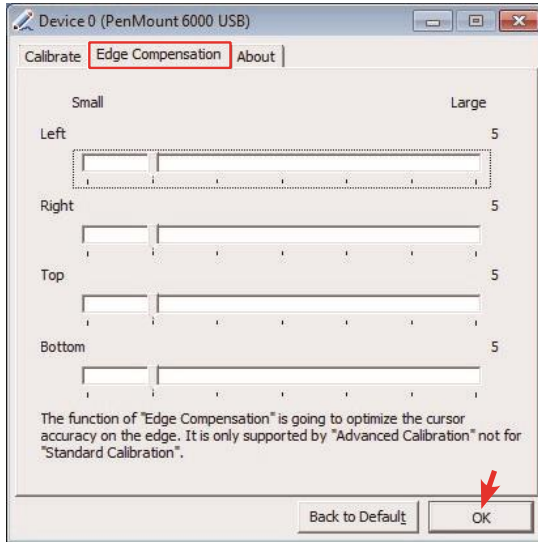 Device 0 (PenMount 6000 USB)
Calibrate Edge Compensation About
Small Large
Left 5
Right 5
Top 5
Bottom 5
The function of "Edge Compensation" is going to optimize the cursor
accuracy on the edge. It is only supported by "Advanced Calibration" not for
"Standard Calibration".
Back to Default OK